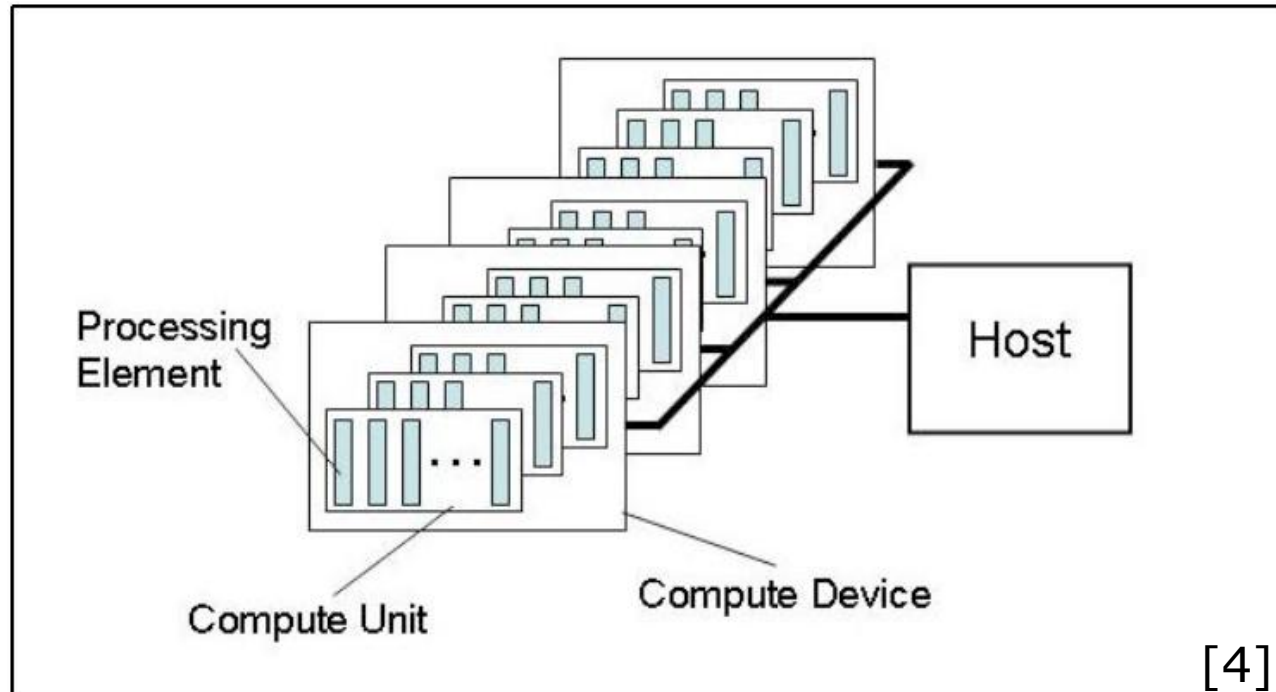 Processing
Element
Host
Compute Unit
Compute Device
[4]